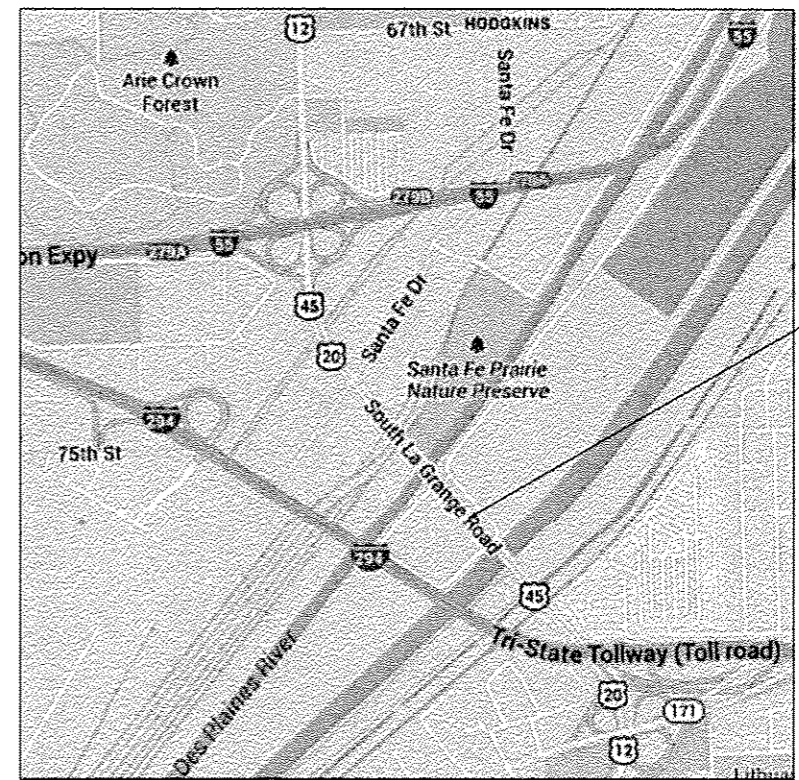 12
67th St
HODGKINS
55
Arie Crown
Forest
Santa Fe Dr
279B
55
on Expy
279A
55
45
Santa Fe Dr
20
Santa Fe Prairie
Nature Preserve
294
South La Grange Road
75th St
294
45
Des Plaines River
Tri-State Tollway (Toll road)
20
171
12